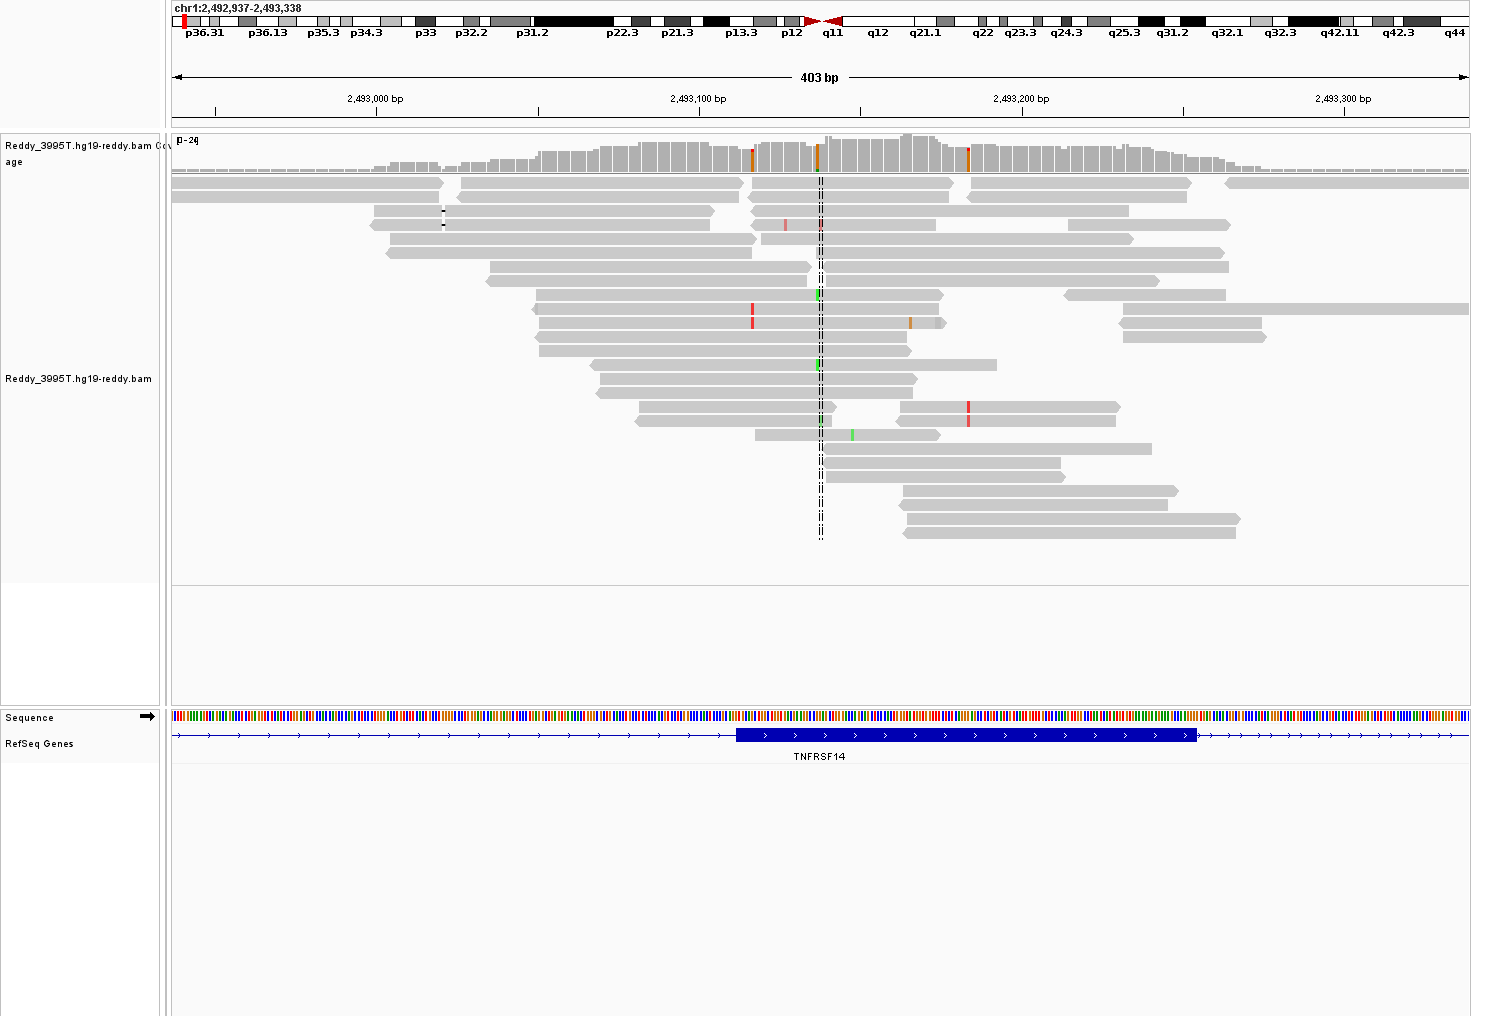 chr1:2,492,937-2,493,338
p36.31 p36.13 p35.3 p34.3 p33 p32.2 p31.2 p22.3 p21.3 p13.3 p12 q11 q12 q21.1 q22 q23.3 q24.3 q25.3 q31.2 q32.1 q32.3 q42.11 q42.3 q44
403 bp
2,493,000 bp 2,493,100 bp 2,493,200 bp 2,493,300 bp
Reddy_3995T.hg19-reddy.bam Cov
age
[0-24]
Reddy_3995T.hg19-reddy.bam
Sequence
RefSeq Genes
TNFRSF14